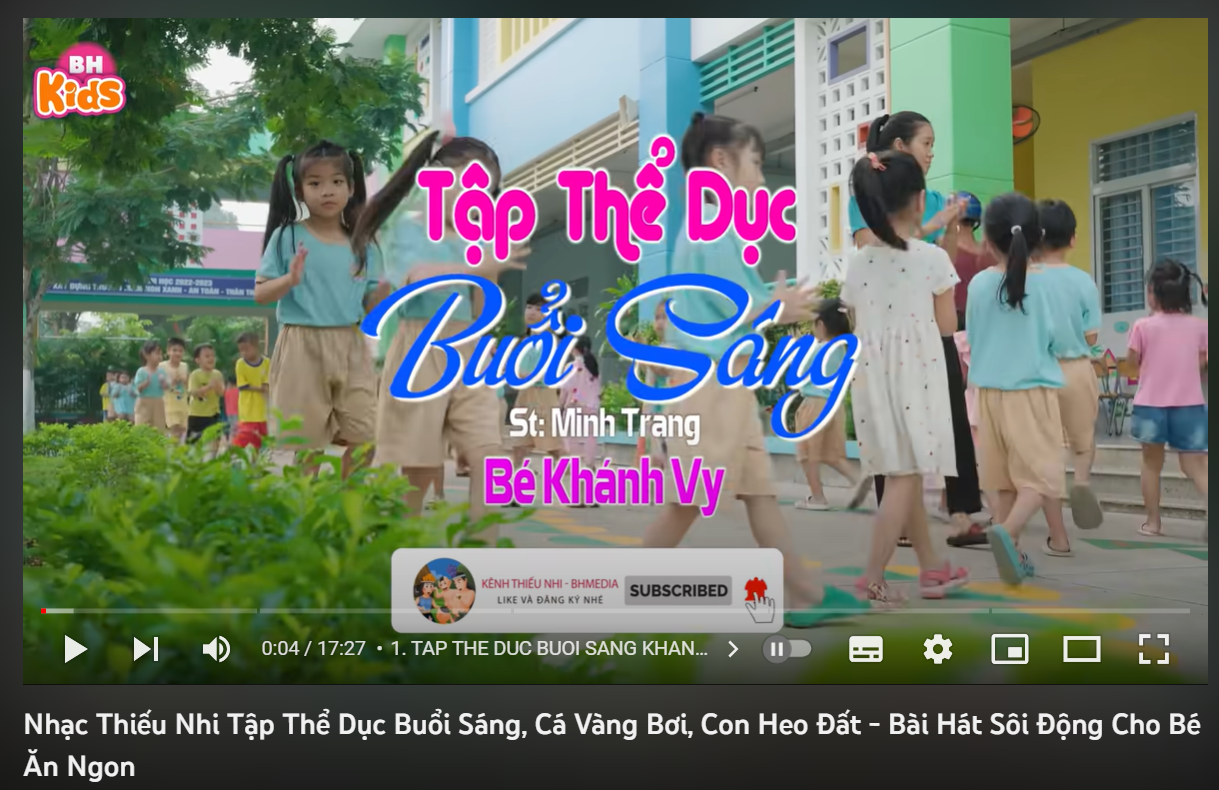 BH
Kids
Tập Thể Dục
Buổi Sáng
St: Minh Trang
Bé Khánh Vy
KÊNH THIẾU NHI - BHMEDIA
LIKE VÀ ĐĂNG KÝ NHÉ
SUBSCRIBED
0:04 / 17:27 • 1. TAP THE DUC BUOI SANG KHAN...
Nhạc Thiếu Nhi Tập Thể Dục Buổi Sáng, Cá Vàng Bơi, Con Heo Đất - Bài Hát Sôi Động Cho Bé
Ăn Ngon